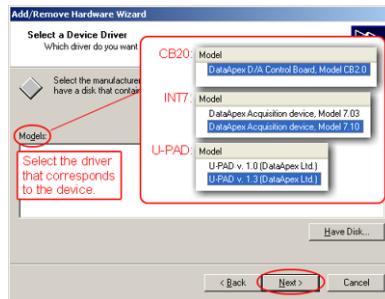 Add/Remove Hardware Wizard
Select a Device Driver
Which driver do you want
Select the manufacturer
have a disk that contain
Models:
Select the driver
that corresponds
to the device.
CB20:
Model
DataApex D/A Control Board, Model CB2.0
INT7:
Model
DataApex Acquisition device, Model 7.03
DataApex Acquisition device, Model 7.10
U-PAD:
Model
U-PAD v. 1.0 (DataApex Ltd.)
U-PAD v. 1.3 (DataApex Ltd.)
Have Disk...
< Back
Next >
Cancel